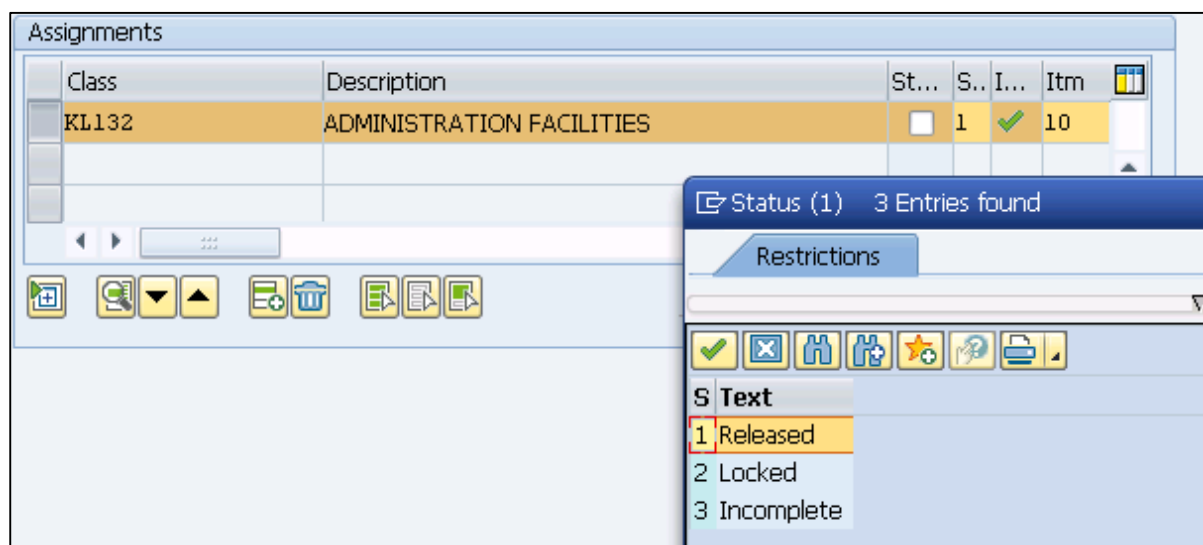 Assignments
Class Description St... S.. I... Itm
KL132 ADMINISTRATION FACILITIES 1 10
Status (1) 3 Entries found
Restrictions
S Text
1 Released
2 Locked
3 Incomplete